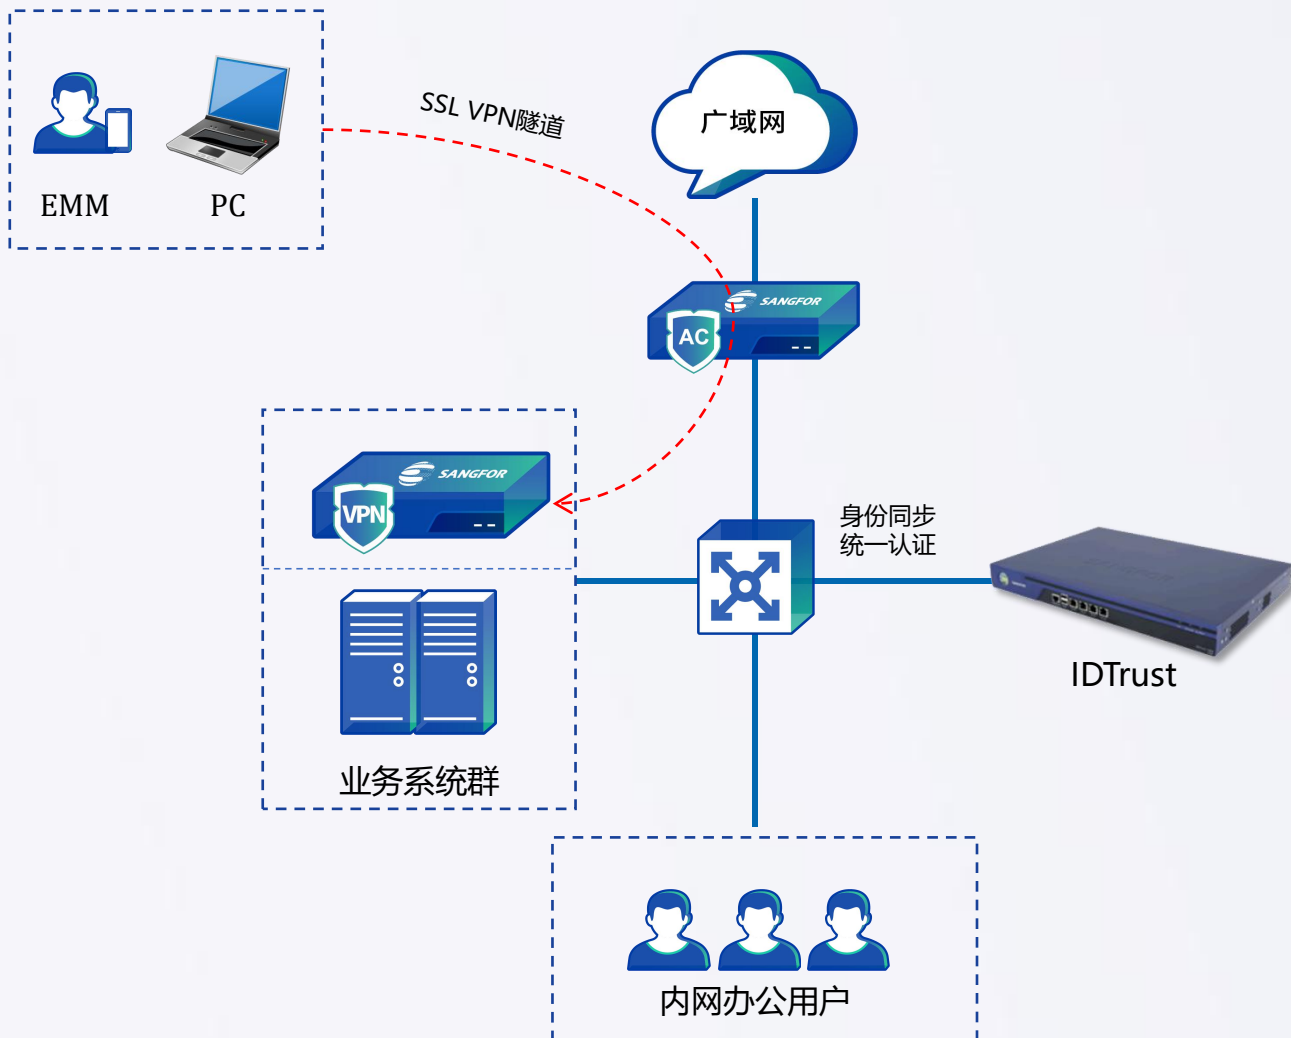 SSL VPN隧道
广域网
EMM
PC
SANGFOR
AC
SANGFOR
VPN
身份同步
统一认证
IDTrust
业务系统群
内网办公用户